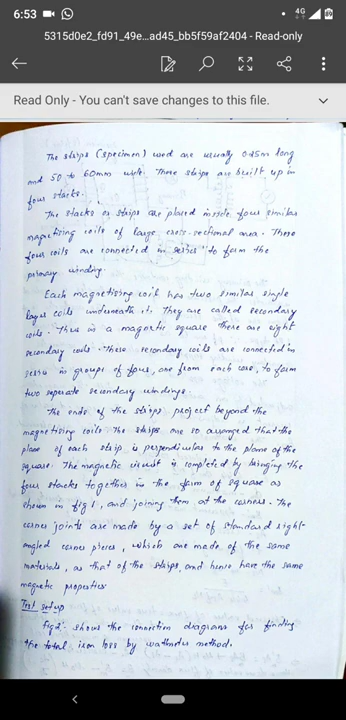 6:53
4G
5315d0e2_fd91_49e...ad45_bb5f59af2404 - Read-only
Read Only - You can't save changes to this file.
The strips (specimen) used are usually 0.25m long
and 50 to 60mm wide. These strips are built up in
four stacks.
The stacks or strips are placed inside four similar
magnetising coils of large cross-sectional area. These
four coils are connected in series to form the
primary winding.
Each magnetising coil has two similar single
layer coils underneath it. They are called secondary
coils. Thus in a magnetic square there are eight
secondary coils. These secondary coils are connected in
series in groups of four, one from each core, to form
two seperate secondary windings.
The ends of the strips project beyond the
magnetising coils. The strips are so arranged that the
plane of each strip is perpendicular to the plane of the
square. The magnetic circuit is completed by bringing the
four stacks together in the form of square as
shown in fig 1, and joining them at the corners. The
corner joints are made by a set of standard right-
angled corner pieces, which are made of the same
materials, as that of the strips and hence have the same
magnetic properties
Test set up
Fig 2:- shows the connection diagrams for finding
the total iron loss by wattmeter method.